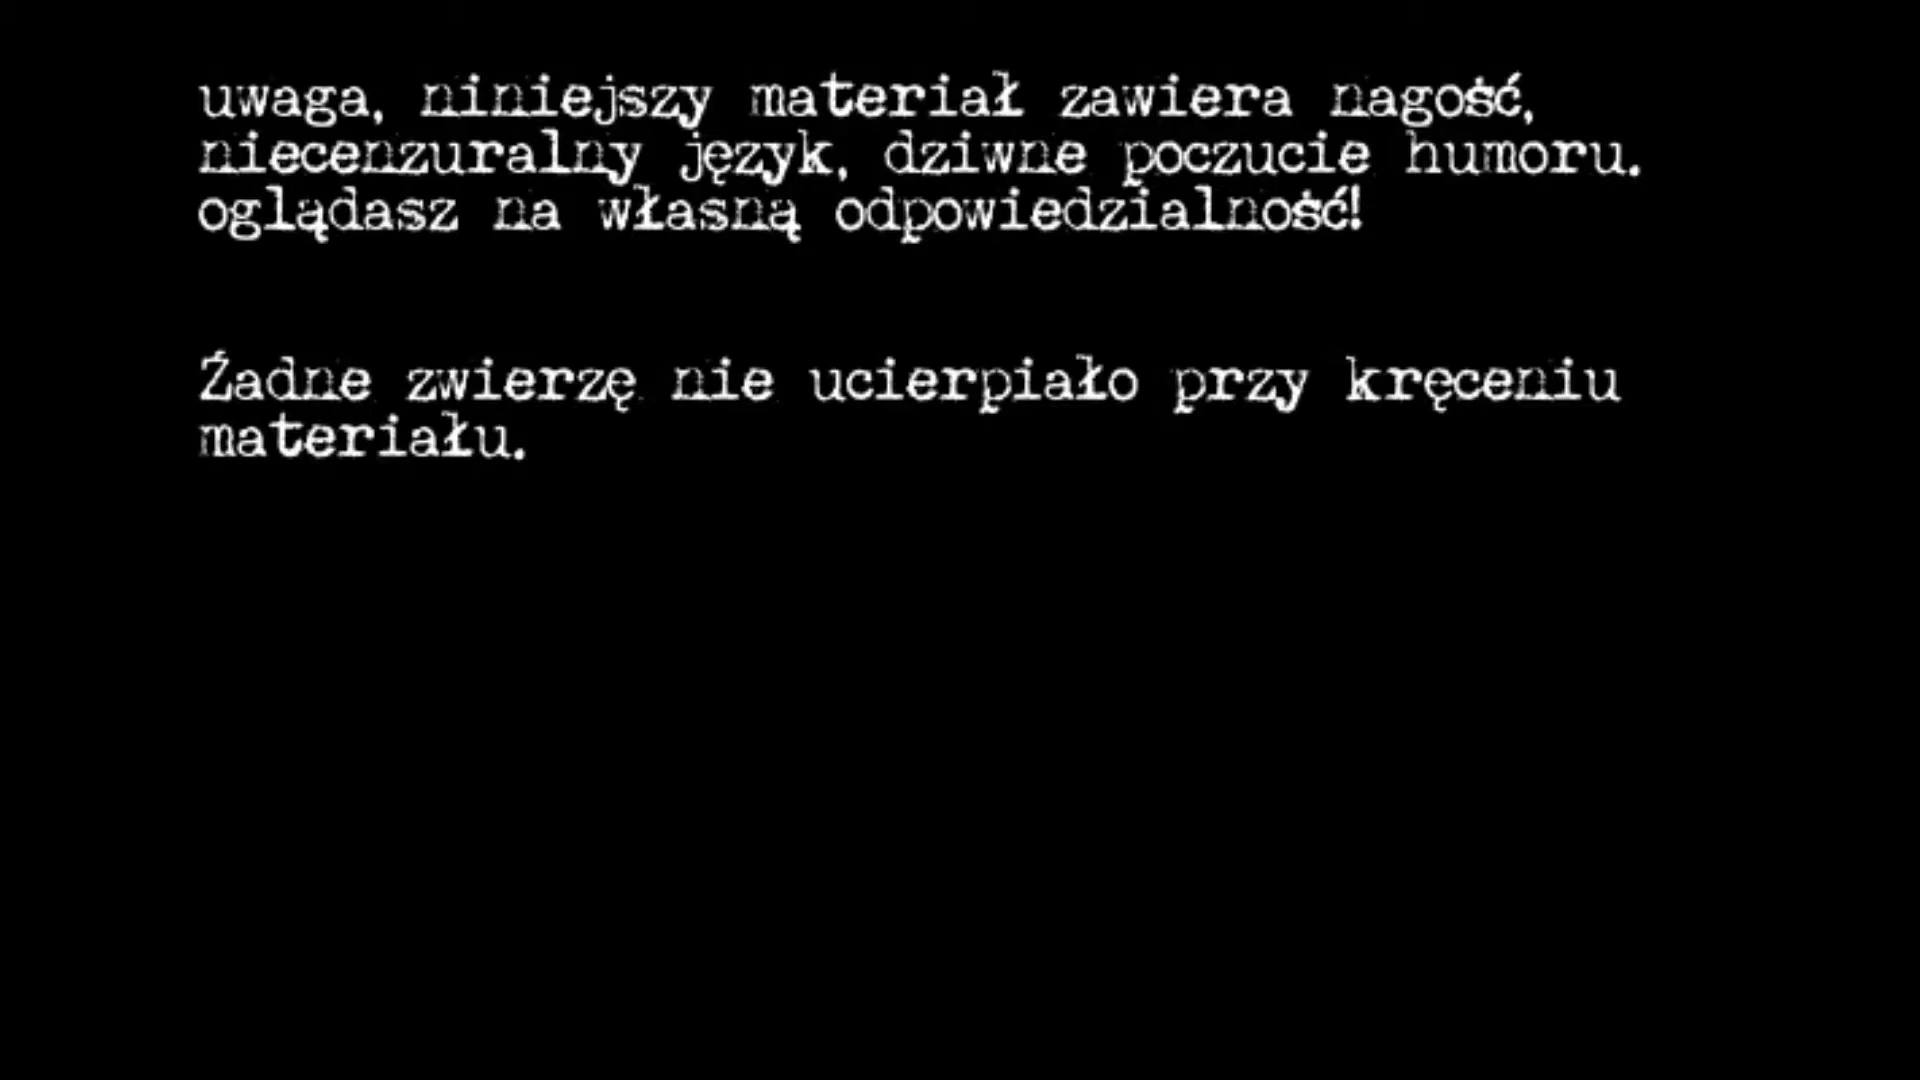 uwaga, niniejszy materiał zawiera nagość,
niecenzuralny język, dziwne poczucie humoru.
oglądasz na własną odpowiedzialność!
Żadne zwierzę nie ucierpiało przy kręceniu
materiału.